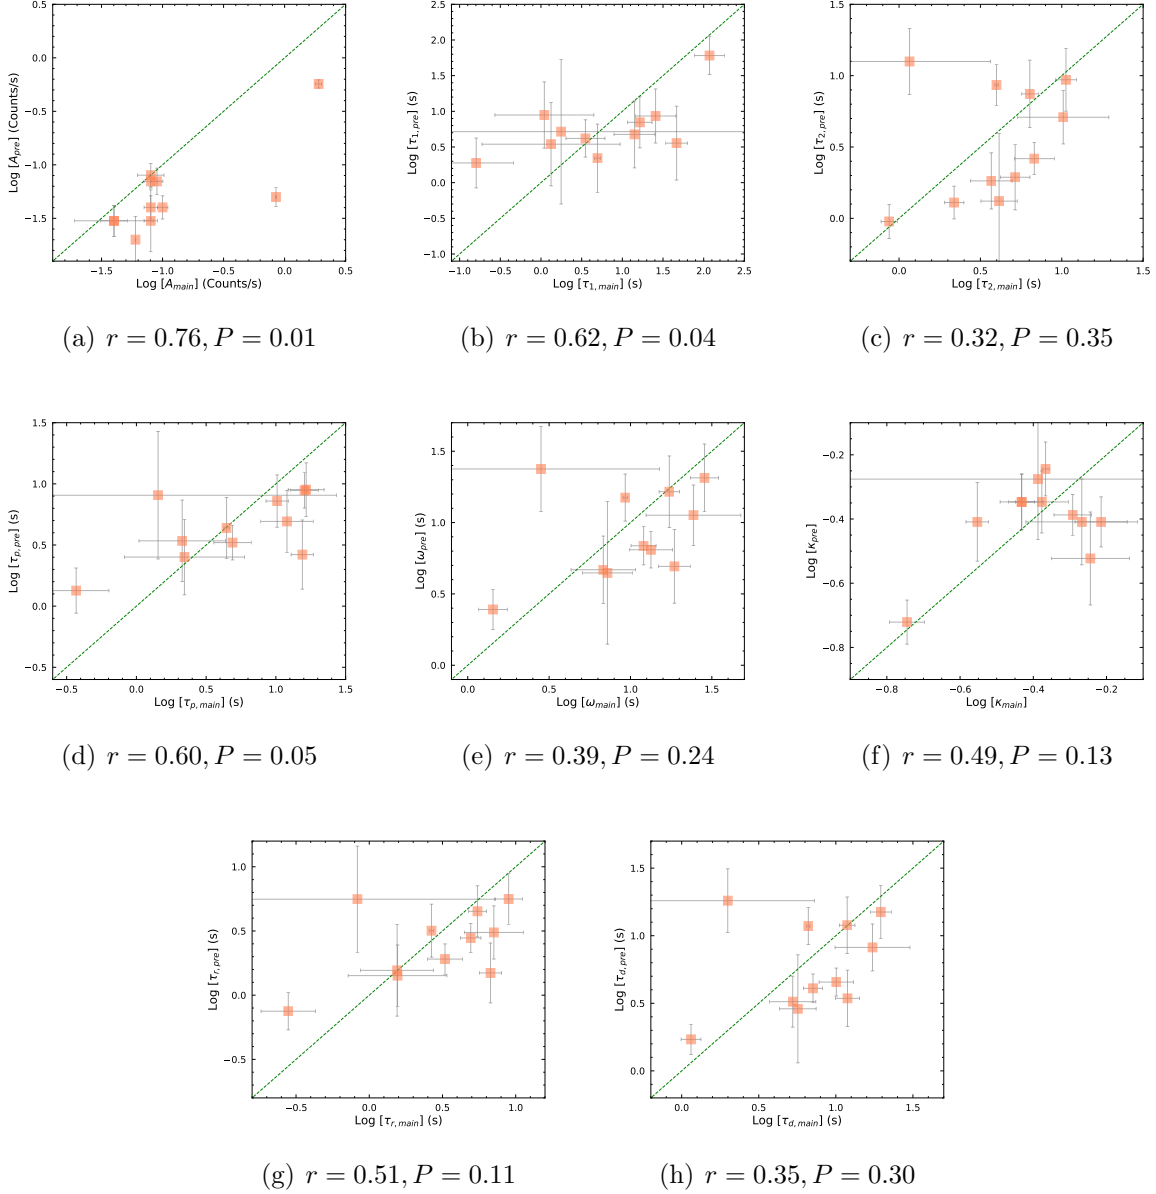 0.5
0.0
−0.5
−1.0
−1.5
Log [A_pre] (Counts/s)
−1.5 −1.0 −0.5 0.0 0.5
Log [A_main] (Counts/s)
(a) r = 0.76, P = 0.01
2.5
2.0
1.5
1.0
0.5
0.0
−0.5
−1.0
Log [τ_1,pre] (s)
−1.0 −0.5 0.0 0.5 1.0 1.5 2.0 2.5
Log [τ_1,main] (s)
(b) r = 0.62, P = 0.04
1.5
1.0
0.5
0.0
Log [τ_2,pre] (s)
0.0 0.5 1.0 1.5
Log [τ_2,main] (s)
(c) r = 0.32, P = 0.35
1.5
1.0
0.5
0.0
−0.5
Log [τ_p,pre] (s)
−0.5 0.0 0.5 1.0 1.5
Log [τ_p,main] (s)
(d) r = 0.60, P = 0.05
1.5
1.0
0.5
0.0
Log [ω_pre] (s)
0.0 0.5 1.0 1.5
Log [ω_main] (s)
(e) r = 0.39, P = 0.24
−0.2
−0.4
−0.6
−0.8
Log [κ_pre]
−0.8 −0.6 −0.4 −0.2
Log [κ_main]
(f) r = 0.49, P = 0.13
1.0
0.5
0.0
−0.5
Log [τ_r,pre] (s)
−0.5 0.0 0.5 1.0
Log [τ_r,main] (s)
(g) r = 0.51, P = 0.11
1.5
1.0
0.5
0.0
Log [τ_d,pre] (s)
0.0 0.5 1.0 1.5
Log [τ_d,main] (s)
(h) r = 0.35, P = 0.30